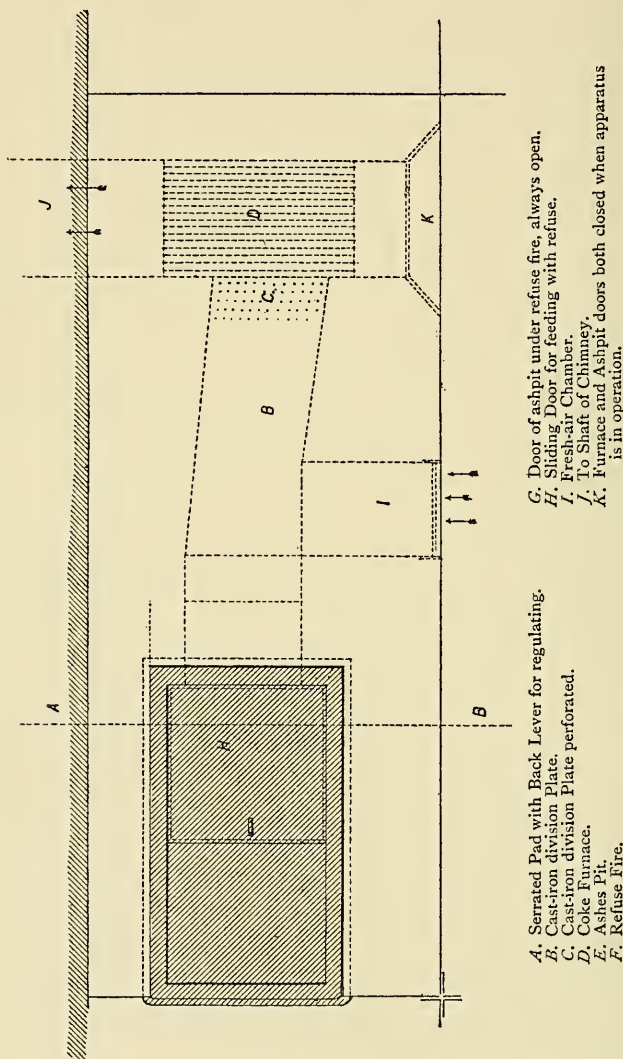 J
D
C.
B
K
I
A
H
B
A. Serrated Pad with Back Lever for regulating.
B. Cast-iron division Plate.
C. Cast-iron division Plate perforated.
D. Coke Furnace.
E. Ashes Pit.
F. Refuse Fire.
G. Door of ashpit under refuse fire, always open.
H. Sliding Door for feeding with refuse.
I. Fresh-air Chamber.
J. To Shaft of Chimney.
K. Furnace and Ashpit doors both closed when apparatus
is in operation.